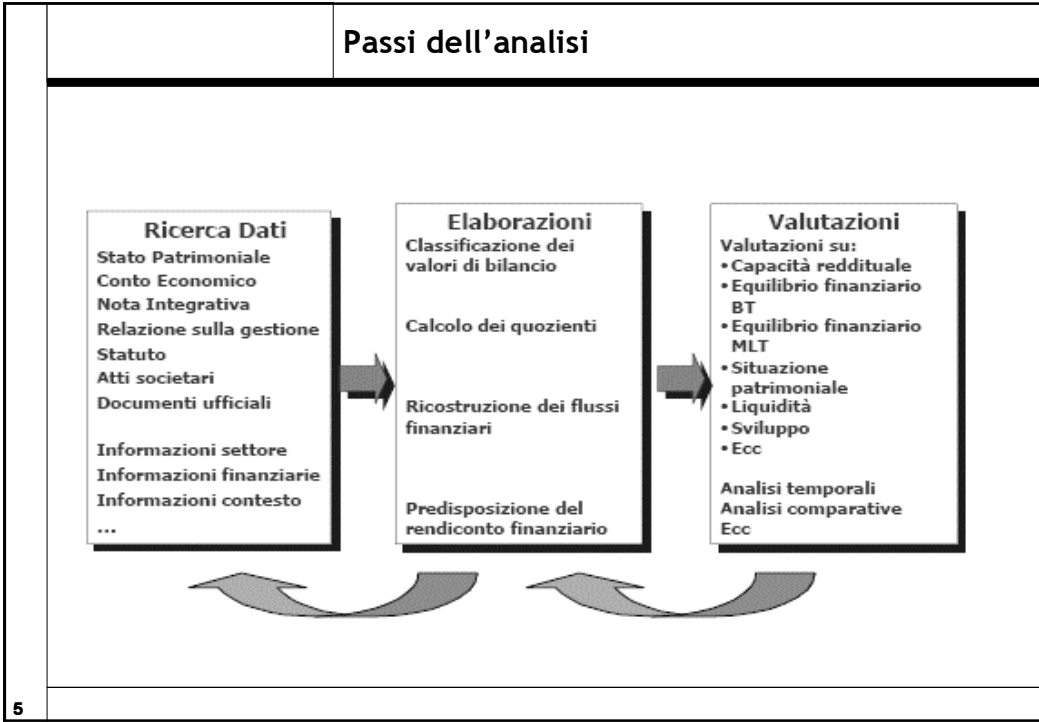 Passi dell’analisi
Ricerca Dati
Stato Patrimoniale
Conto Economico
Nota Integrativa
Relazione sulla gestione
Statuto
Atti societari
Documenti ufficiali
Informazioni settore
Informazioni finanziarie
Informazioni contesto
...
Elaborazioni
Classificazione dei
valori di bilancio
Calcolo dei quozienti
Ricostruzione dei flussi
finanziari
Predisposizione del
rendiconto finanziario
Valutazioni
Valutazioni su:
• Capacità reddituale
• Equilibrio finanziario
BT
• Equilibrio finanziario
MLT
• Situazione
patrimoniale
• Liquidità
• Sviluppo
• Ecc
Analisi temporali
Analisi comparative
Ecc
5